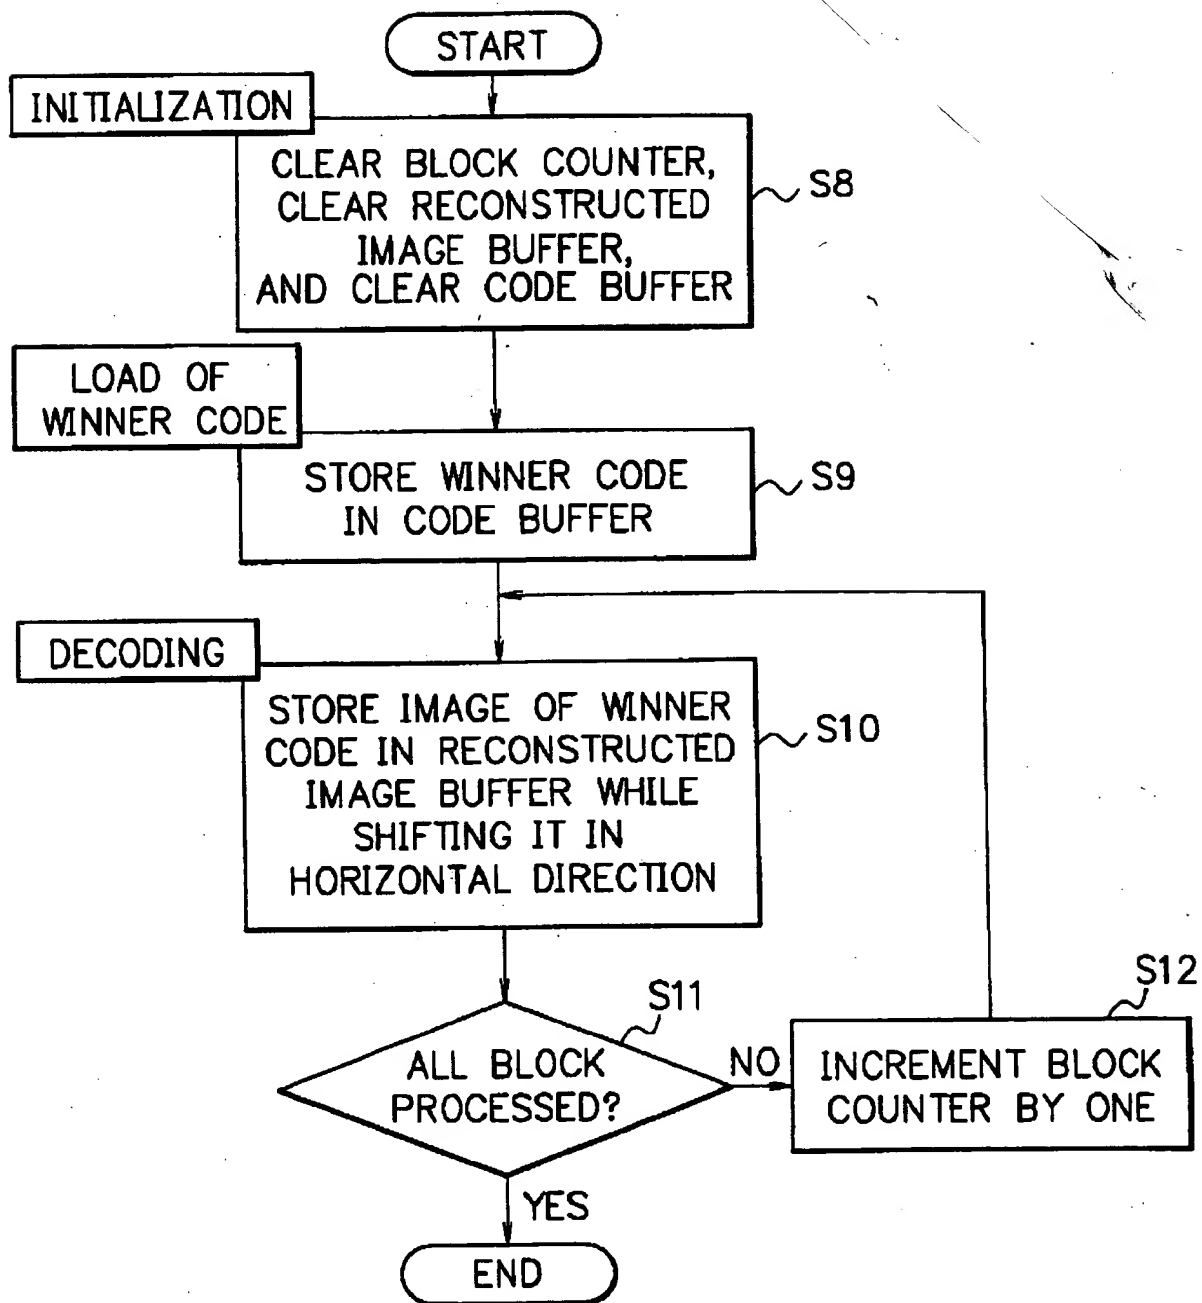 START
INITIALIZATION
CLEAR BLOCK COUNTER,
CLEAR RECONSTRUCTED
IMAGE BUFFER,
AND CLEAR CODE BUFFER
S8
LOAD OF
WINNER CODE
STORE WINNER CODE
IN CODE BUFFER
S9
DECODING
STORE IMAGE OF WINNER
CODE IN RECONSTRUCTED
IMAGE BUFFER WHILE
SHIFTING IT IN
HORIZONTAL DIRECTION
S10
S11
ALL BLOCK
PROCESSED?
NO
S12
INCREMENT BLOCK
COUNTER BY ONE
YES
END